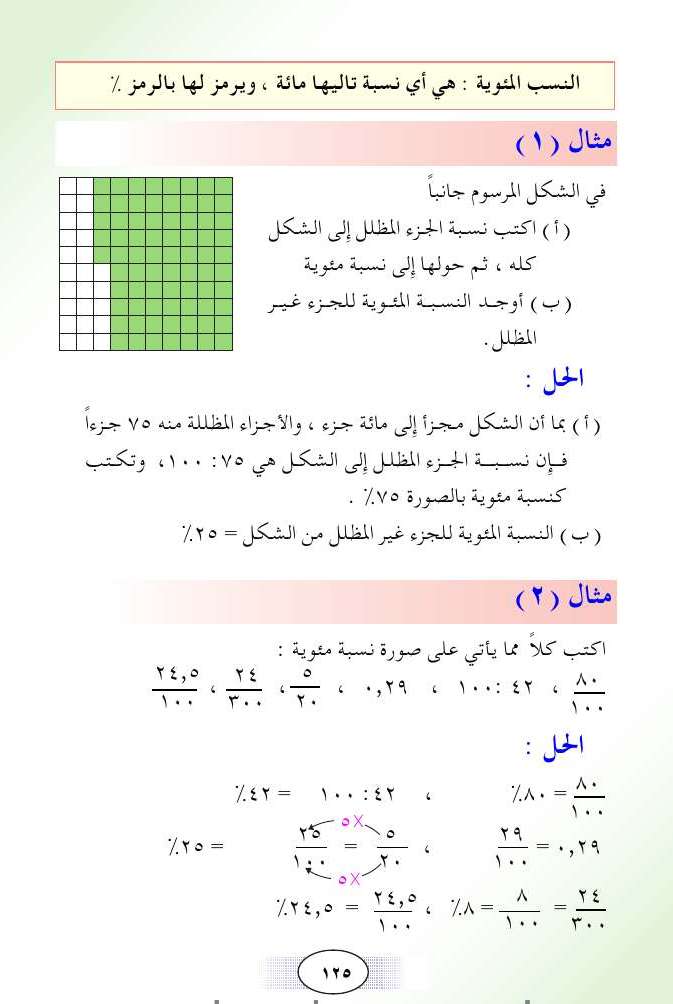 النسب المئوية : هي أي نسبة تاليها مائة ، ويرمز لها بالرمز ٪
مثال ( ١ )
في الشكل المرسوم جانباً
( أ ) اكتب نسبة الجزء المظلل إلى الشكل
كله ، ثم حولها إلى نسبة مئوية
( ب ) أوجد النسبة المئوية للجزء غير
المظلل .
الحل :
( أ ) بما أن الشكل مجزأ إلى مائة جزء ، والأجزاء المظللة منه ٧٥ جزءاً
فإن نسبة الجزء المظلل إلى الشكل هي ٧٥ : ١٠٠ ، وتكتب
كنسبة مئوية بالصورة ٧٥٪ .
( ب ) النسبة المئوية للجزء غير المظلل من الشكل = ٢٥٪
مثال ( ٢ )
اكتب كلاً مما يأتي على صورة نسبة مئوية :
٨٠/١٠٠ ، ٤٢ : ١٠٠ ، ٠,٢٩ ، ٥/٢٠ ، ٢٤/٣٠٠ ، ٢٤,٥/١٠٠
الحل :
٨٠/١٠٠ = ٨٠٪ ، ٤٢ : ١٠٠ = ٤٢٪
٠,٢٩ = ٢٩/١٠٠ ، ٥/٢٠ = ٢٥/١٠٠ = ٢٥٪
×٥
×٥
٢٤/٣٠٠ = ٨/١٠٠ = ٨٪ ، ٢٤,٥/١٠٠ = ٢٤,٥٪
١٢٥